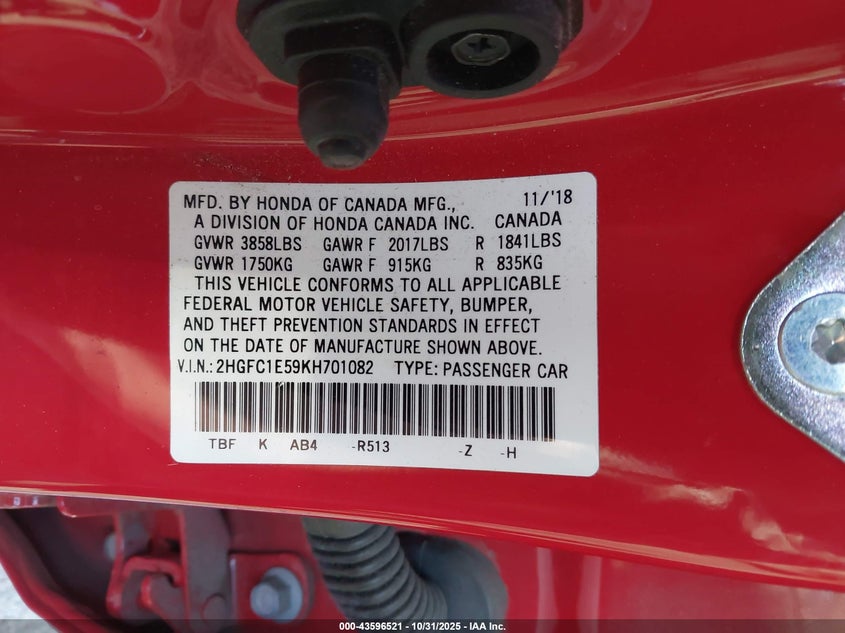 MFD. BY HONDA OF CANADA MFG., 11/'18
A DIVISION OF HONDA CANADA INC. CANADA
GVWR 3858LBS GAWR F 2017LBS R 1841LBS
GVWR 1750KG GAWR F 915KG R 835KG
THIS VEHICLE CONFORMS TO ALL APPLICABLE
FEDERAL MOTOR VEHICLE SAFETY, BUMPER,
AND THEFT PREVENTION STANDARDS IN EFFECT
ON THE DATE OF MANUFACTURE SHOWN ABOVE.
V.I.N.: 2HGFC1E59KH701082 TYPE: PASSENGER CAR
TBF K AB4 -R513 -Z -H
000-43596521 - 10/31/2025 - IAA Inc.